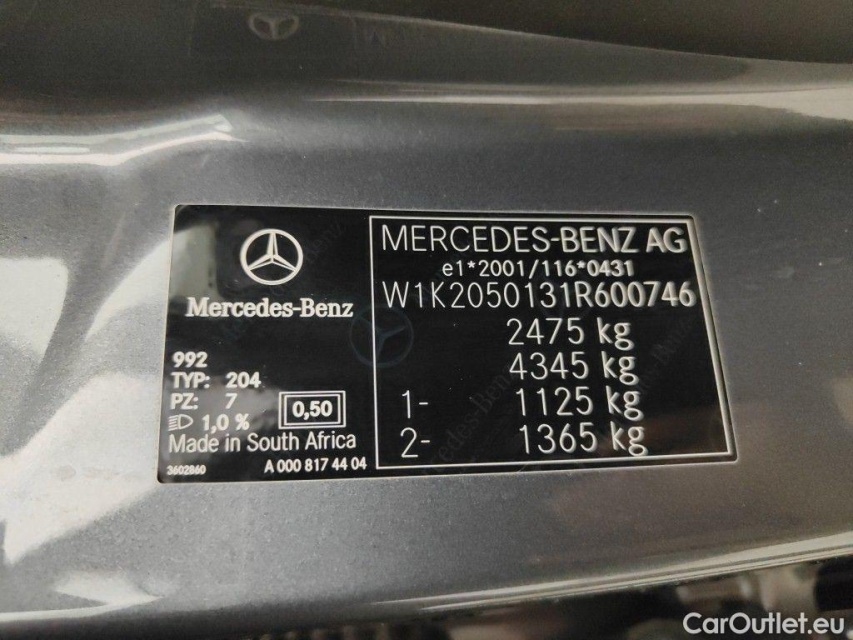 Mercedes-Benz
992
TYP: 204
PZ: 7
0,50
1,0 %
Made in South Africa
3602860
A 000 817 44 04
MERCEDES-BENZ AG
e1*2001/116*0431
W1K2050131R600746
2475 kg
4345 kg
1- 1125 kg
2- 1365 kg
CarOutlet.eu